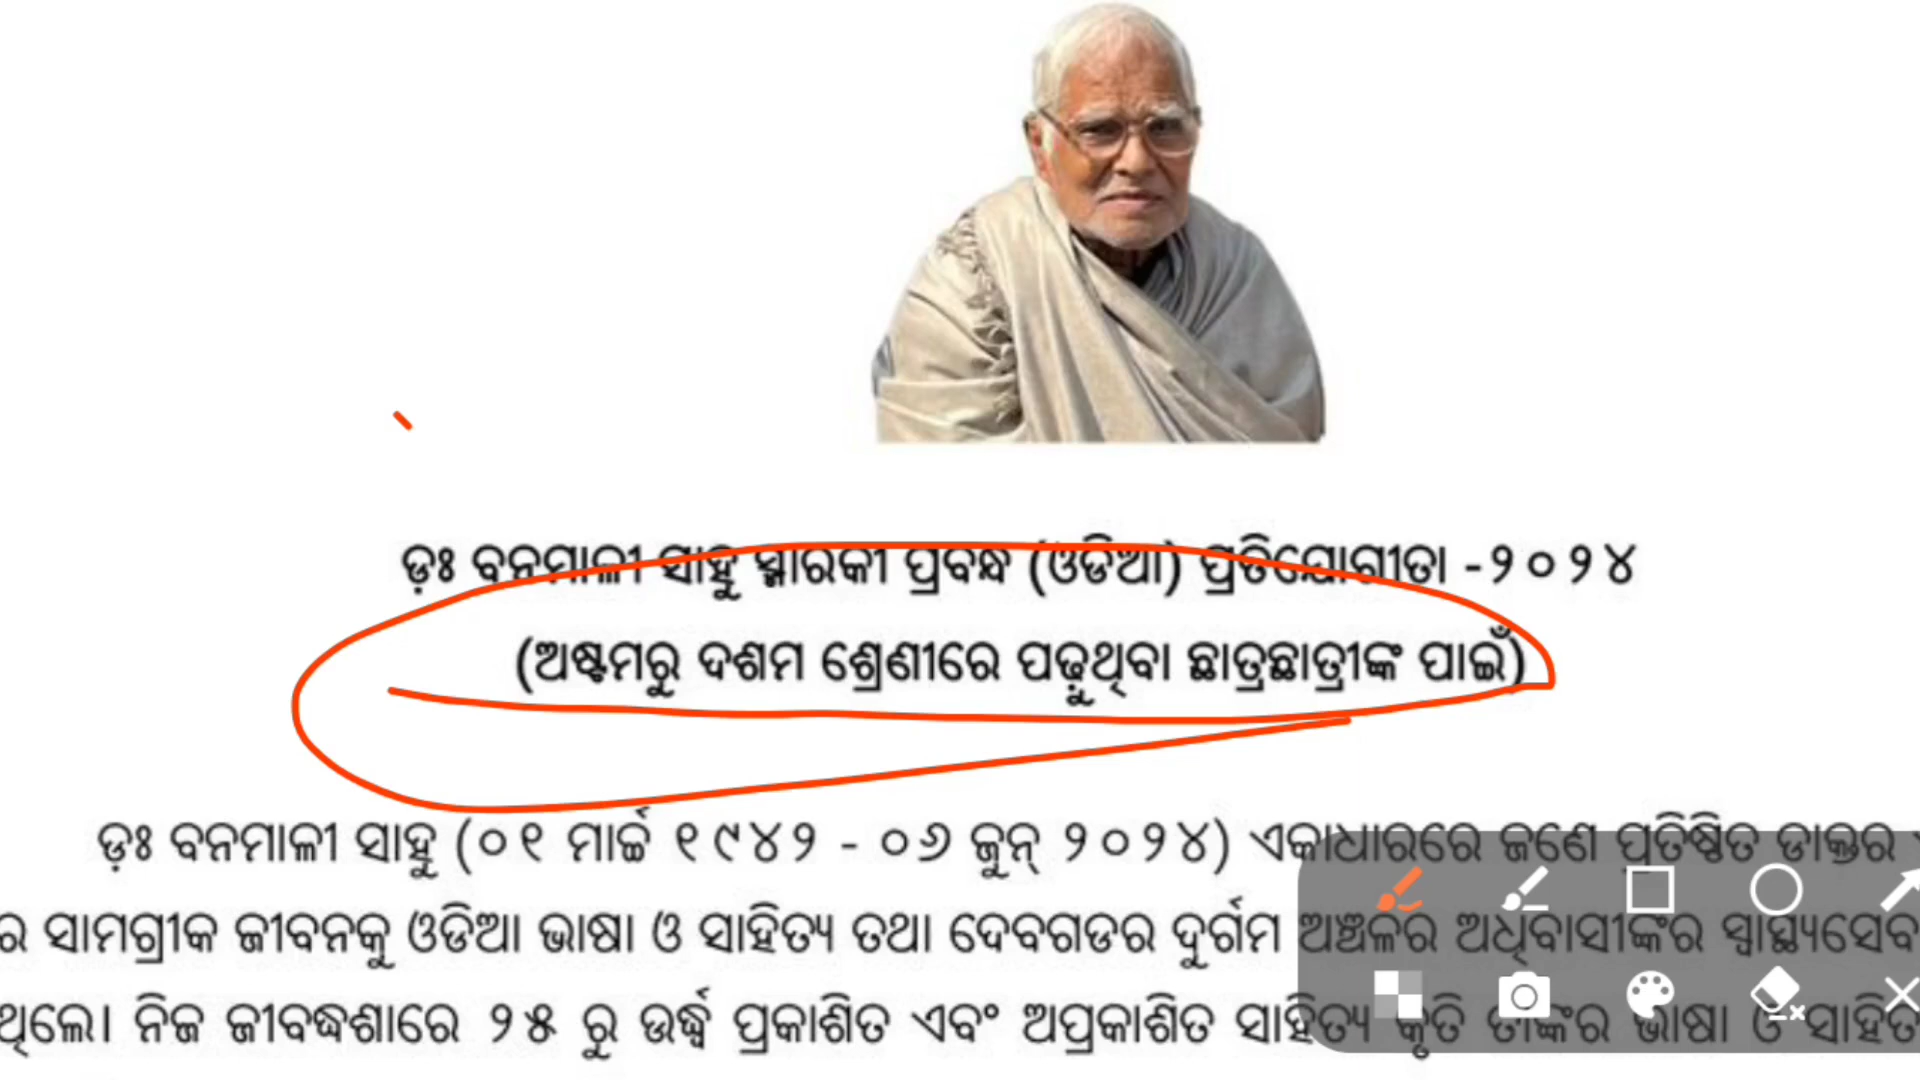 ଡ଼ଃ ବନମାଳୀ ସାହୁ ସ୍ମାରକୀ ପ୍ରବନ୍ଧ (ଓଡିଆ) ପ୍ରତିଯୋଗୀତା -୨୦୨୪
(ଅଷ୍ଟମରୁ ଦଶମ ଶ୍ରେଣୀରେ ପଢ଼ୁଥିବା ଛାତ୍ରଛାତ୍ରୀଙ୍କ ପାଇଁ)
ଡ଼ଃ ବନମାଳୀ ସାହୁ (୦୧ ମାର୍ଚ୍ଚ ୧୯୪୨ - ୦୬ ଜୁନ୍ ୨୦୨୪) ଏକାଧାରରେ ଜଣେ ପ୍ରତିଷ୍ଠିତ ଡାକ୍ତର
ର ସାମଗ୍ରୀକ ଜୀବନକୁ ଓଡିଆ ଭାଷା ଓ ସାହିତ୍ୟ ତଥା ଦେବଗଡର ଦୁର୍ଗମ ଅଞ୍ଚଳର ଅଧିବାସୀଙ୍କର ସ୍ୱାସ୍ଥ୍ୟସେବ
ଥିଲେ। ନିଜ ଜୀବଦ୍ଧଶାରେ ୨୫ ରୁ ଉର୍ଦ୍ଧ୍ଵ ପ୍ରକାଶିତ ଏବଂ ଅପ୍ରକାଶିତ ସାହିତ୍ୟ କୃତି ତାଙ୍କର ଭାଷା ଓ ସାହିତ